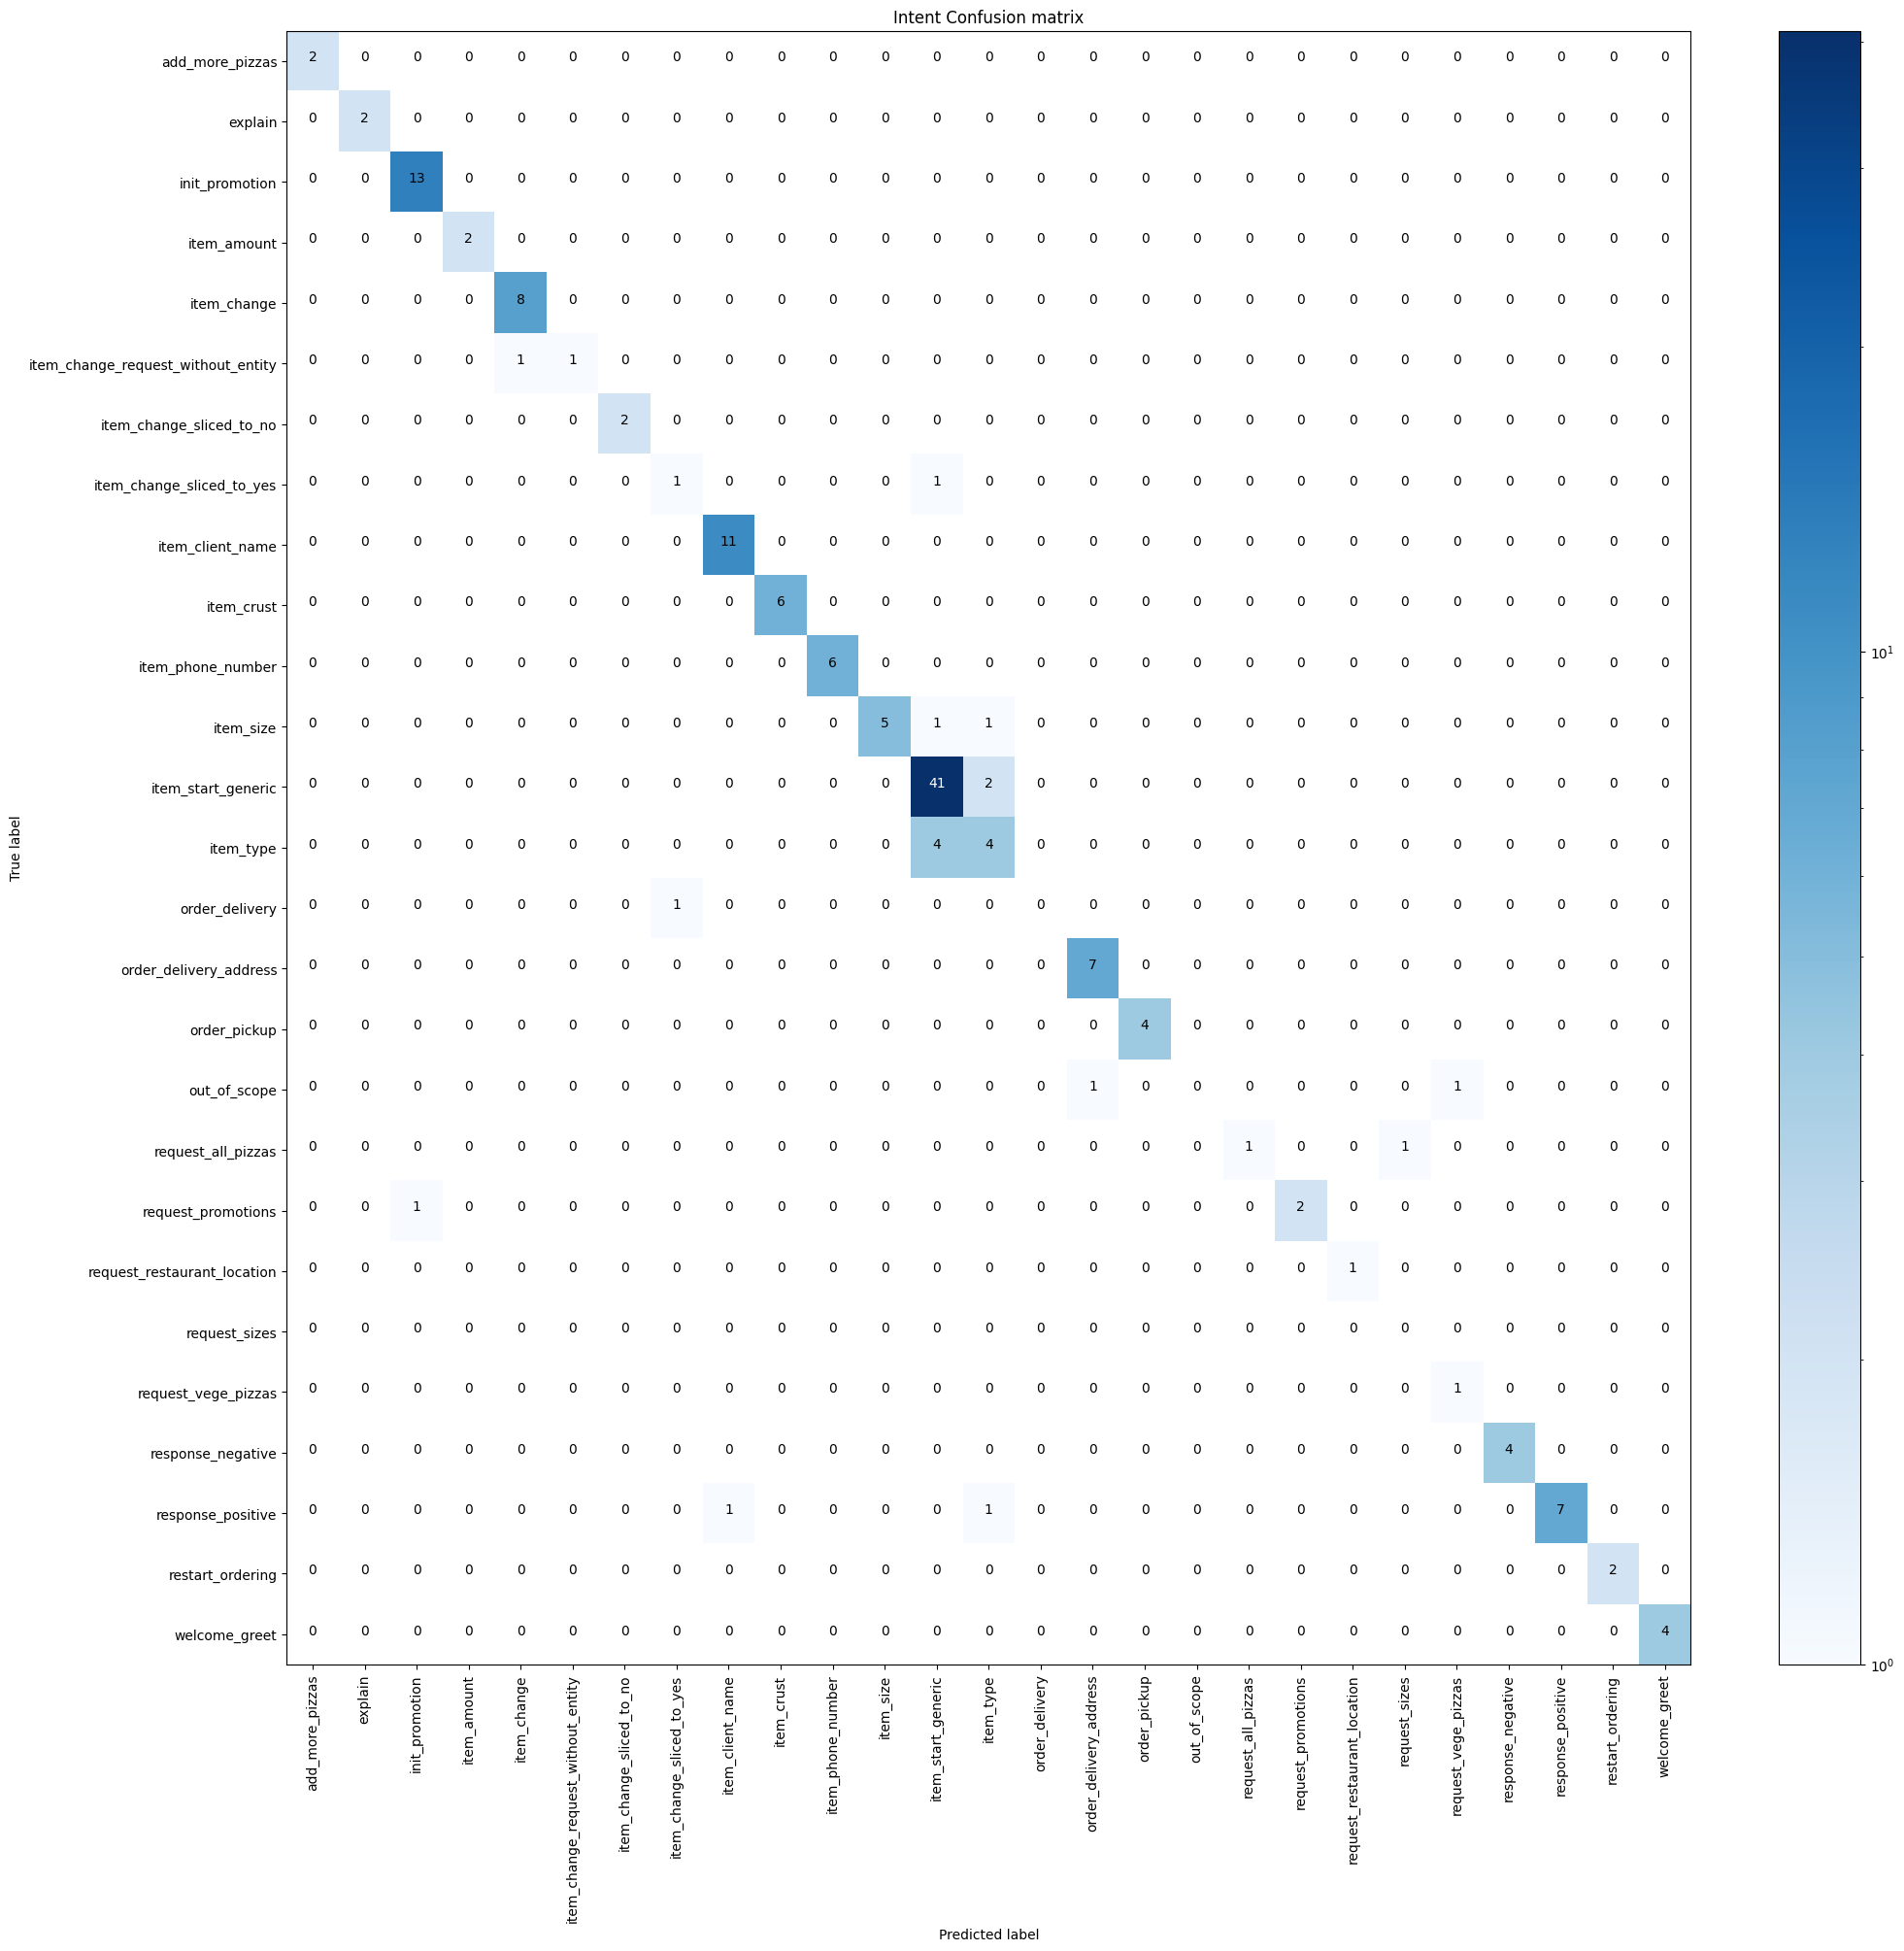 Intent Confusion matrix
add_more_pizzas 2 0 0 0 0 0 0 0 0 0 0 0 0 0 0 0 0 0 0 0 0 0 0 0 0 0 0
explain 0 2 0 0 0 0 0 0 0 0 0 0 0 0 0 0 0 0 0 0 0 0 0 0 0 0 0
init_promotion 0 0 13 0 0 0 0 0 0 0 0 0 0 0 0 0 0 0 0 0 0 0 0 0 0 0 0
item_amount 0 0 0 2 0 0 0 0 0 0 0 0 0 0 0 0 0 0 0 0 0 0 0 0 0 0 0
item_change 0 0 0 0 8 0 0 0 0 0 0 0 0 0 0 0 0 0 0 0 0 0 0 0 0 0 0
item_change_request_without_entity 0 0 0 0 1 1 0 0 0 0 0 0 0 0 0 0 0 0 0 0 0 0 0 0 0 0 0
item_change_sliced_to_no 0 0 0 0 0 0 2 0 0 0 0 0 0 0 0 0 0 0 0 0 0 0 0 0 0 0 0
item_change_sliced_to_yes 0 0 0 0 0 0 0 1 0 0 0 0 1 0 0 0 0 0 0 0 0 0 0 0 0 0 0
item_client_name 0 0 0 0 0 0 0 0 11 0 0 0 0 0 0 0 0 0 0 0 0 0 0 0 0 0 0
item_crust 0 0 0 0 0 0 0 0 0 6 0 0 0 0 0 0 0 0 0 0 0 0 0 0 0 0 0
item_phone_number 0 0 0 0 0 0 0 0 0 0 6 0 0 0 0 0 0 0 0 0 0 0 0 0 0 0 0
item_size 0 0 0 0 0 0 0 0 0 0 0 5 1 1 0 0 0 0 0 0 0 0 0 0 0 0 0
item_start_generic 0 0 0 0 0 0 0 0 0 0 0 0 41 2 0 0 0 0 0 0 0 0 0 0 0 0 0
item_type 0 0 0 0 0 0 0 0 0 0 0 0 4 4 0 0 0 0 0 0 0 0 0 0 0 0 0
order_delivery 0 0 0 0 0 0 0 1 0 0 0 0 0 0 0 0 0 0 0 0 0 0 0 0 0 0 0
order_delivery_address 0 0 0 0 0 0 0 0 0 0 0 0 0 0 0 7 0 0 0 0 0 0 0 0 0 0 0
order_pickup 0 0 0 0 0 0 0 0 0 0 0 0 0 0 0 0 4 0 0 0 0 0 0 0 0 0 0
out_of_scope 0 0 0 0 0 0 0 0 0 0 0 0 0 0 0 1 0 0 0 0 0 0 1 0 0 0 0
request_all_pizzas 0 0 0 0 0 0 0 0 0 0 0 0 0 0 0 0 0 0 1 0 0 1 0 0 0 0 0
request_promotions 0 0 1 0 0 0 0 0 0 0 0 0 0 0 0 0 0 0 0 2 0 0 0 0 0 0 0
request_restaurant_location 0 0 0 0 0 0 0 0 0 0 0 0 0 0 0 0 0 0 0 0 1 0 0 0 0 0 0
request_sizes 0 0 0 0 0 0 0 0 0 0 0 0 0 0 0 0 0 0 0 0 0 0 0 0 0 0 0
request_vege_pizzas 0 0 0 0 0 0 0 0 0 0 0 0 0 0 0 0 0 0 0 0 0 0 1 0 0 0 0
response_negative 0 0 0 0 0 0 0 0 0 0 0 0 0 0 0 0 0 0 0 0 0 0 0 4 0 0 0
response_positive 0 0 0 0 0 0 0 0 1 0 0 0 0 1 0 0 0 0 0 0 0 0 0 0 7 0 0
restart_ordering 0 0 0 0 0 0 0 0 0 0 0 0 0 0 0 0 0 0 0 0 0 0 0 0 0 2 0
welcome_greet 0 0 0 0 0 0 0 0 0 0 0 0 0 0 0 0 0 0 0 0 0 0 0 0 0 0 4
True label
add_more_pizzas
explain
init_promotion
item_amount
item_change
item_change_request_without_entity
item_change_sliced_to_no
item_change_sliced_to_yes
item_client_name
item_crust
item_phone_number
item_size
item_start_generic
item_type
order_delivery
order_delivery_address
order_pickup
out_of_scope
request_all_pizzas
request_promotions
request_restaurant_location
request_sizes
request_vege_pizzas
response_negative
response_positive
restart_ordering
welcome_greet
Predicted label
10¹
10⁰